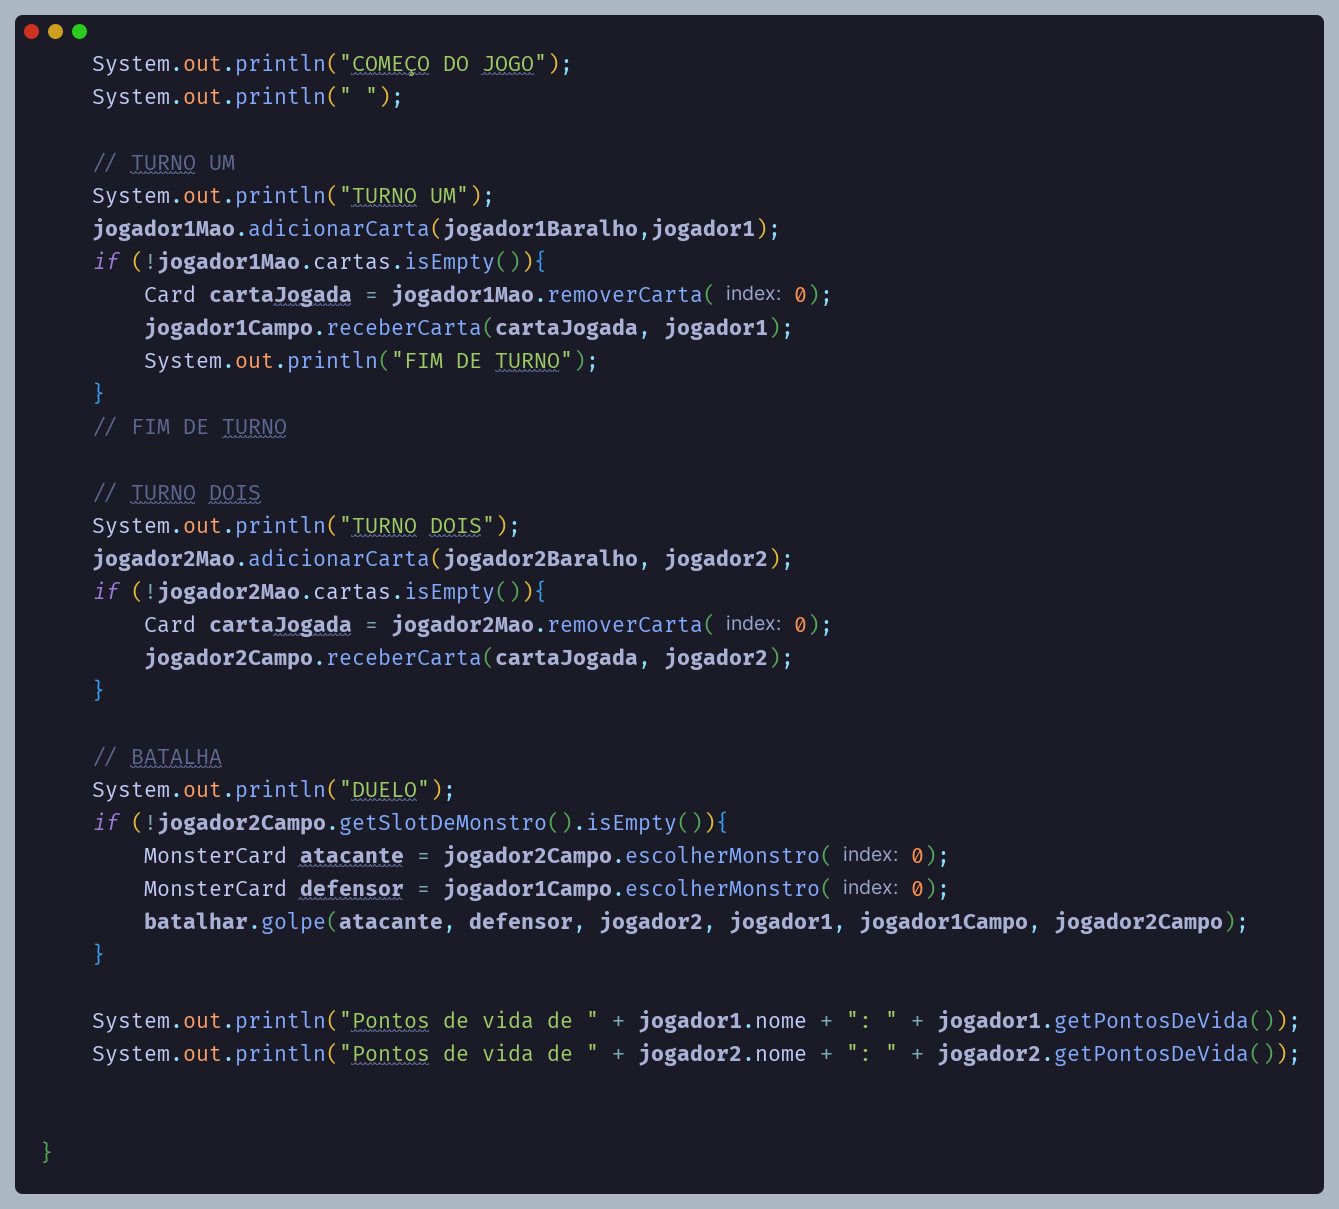 System.out.println("COMEÇO DO JOGO");
System.out.println(" ");
// TURNO UM
System.out.println("TURNO UM");
jogador1Mao.adicionarCarta(jogador1Baralho,jogador1);
if (!jogador1Mao.cartas.isEmpty()){
Card cartaJogada = jogador1Mao.removerCarta( index: 0);
jogador1Campo.receberCarta(cartaJogada, jogador1);
System.out.println("FIM DE TURNO");
}
// FIM DE TURNO
// TURNO DOIS
System.out.println("TURNO DOIS");
jogador2Mao.adicionarCarta(jogador2Baralho, jogador2);
if (!jogador2Mao.cartas.isEmpty()){
Card cartaJogada = jogador2Mao.removerCarta( index: 0);
jogador2Campo.receberCarta(cartaJogada, jogador2);
}
// BATALHA
System.out.println("DUELO");
if (!jogador2Campo.getSlotDeMonstro().isEmpty()){
MonsterCard atacante = jogador2Campo.escolherMonstro( index: 0);
MonsterCard defensor = jogador1Campo.escolherMonstro( index: 0);
batalhar.golpe(atacante, defensor, jogador2, jogador1, jogador1Campo, jogador2Campo);
}
System.out.println("Pontos de vida de " + jogador1.nome + ": " + jogador1.getPontosDeVida());
System.out.println("Pontos de vida de " + jogador2.nome + ": " + jogador2.getPontosDeVida());
}